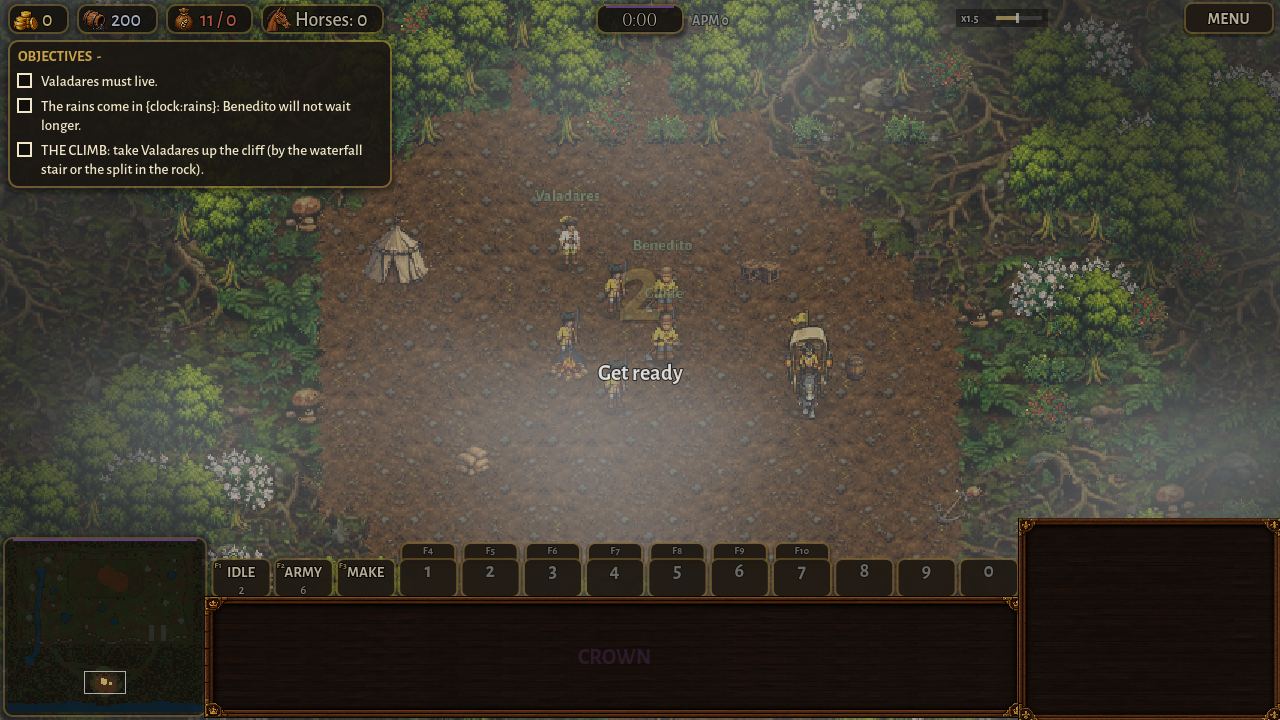 0
200
11 / 0
Horses: 0
0:00
APM 0
x1.5
MENU
OBJECTIVES -
Valadares must live.
The rains come in {clock:rains}: Benedito will not wait
longer.
THE CLIMB: take Valadares up the cliff (by the waterfall
stair or the split in the rock).
Valadares
Benedito
2
Get ready
F4
F5
F6
F7
F8
F9
F10
F1
IDLE
2
F2
ARMY
6
F3
MAKE
1
2
3
4
5
6
7
8
9
0
CROWN